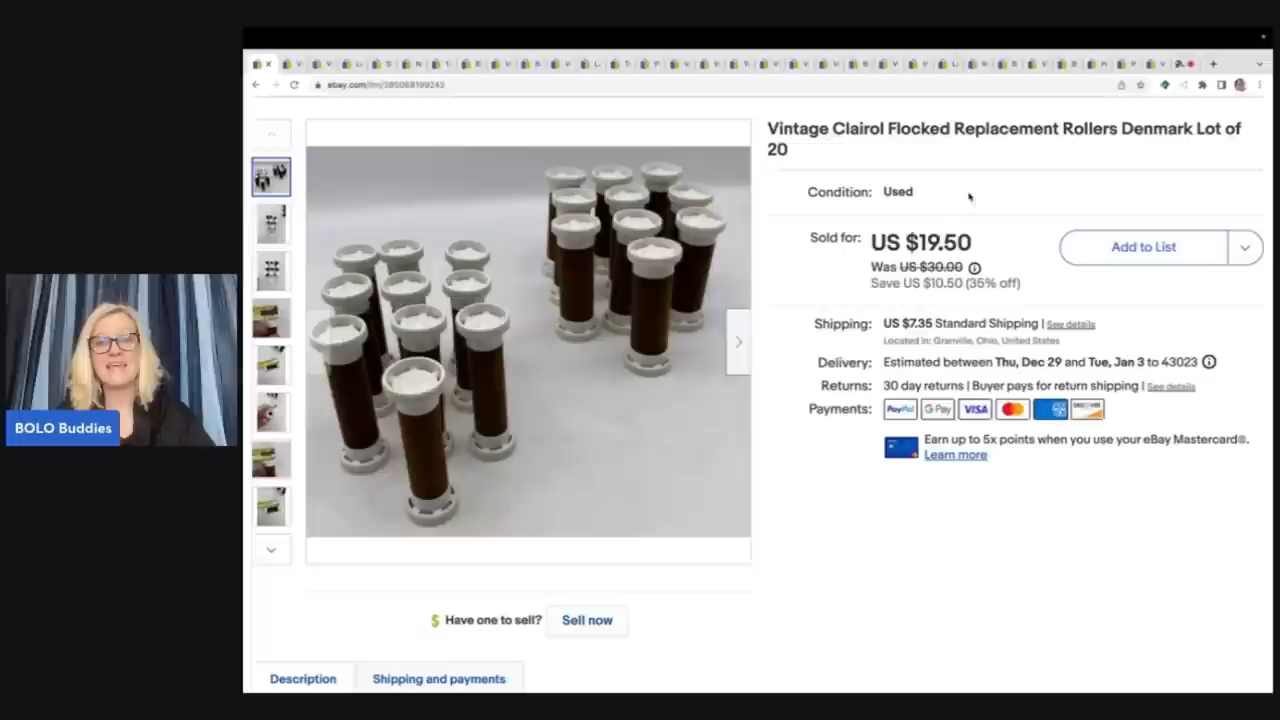 ebay.com/itm/385068199243
Vintage Clairol Flocked Replacement Rollers Denmark Lot of
20
Condition: Used
Sold for: US $19.50
Add to List
Was US $30.00
Save US $10.50 (35% off)
Shipping: US $7.35 Standard Shipping | See details
Located in: Granville, Ohio, United States
Delivery: Estimated between Thu, Dec 29 and Tue, Jan 3 to 43023
Returns: 30 day returns | Buyer pays for return shipping | See details
Payments: PayPal G Pay VISA DISCOVER
Earn up to 5x points when you use your eBay Mastercard®.
Learn more
BOLO Buddies
$ Have one to sell? Sell now
Description Shipping and payments